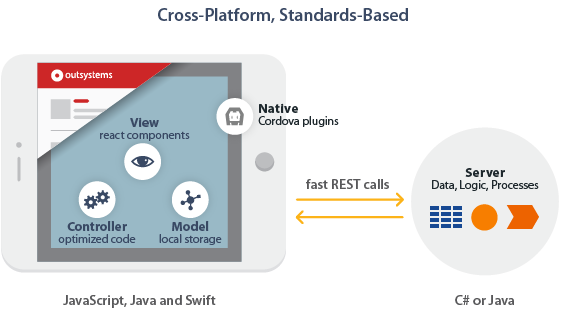 Cross-Platform, Standards-Based
outsystems
View
react components
Native
Cordova plugins
Controller
optimized code
Model
local storage
fast REST calls
Server
Data, Logic, Processes
JavaScript, Java and Swift
C# or Java